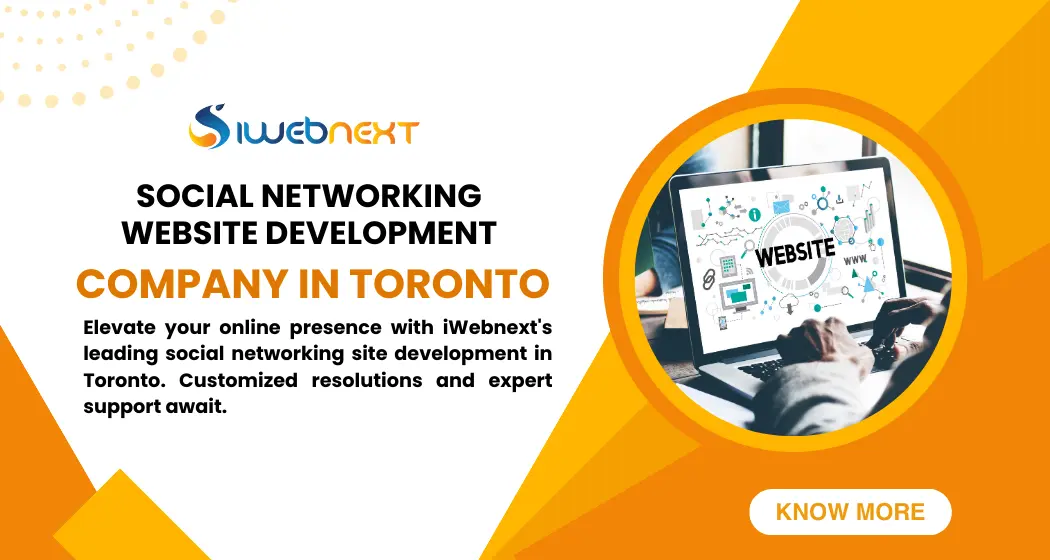 IWEBNEXT
SOCIAL NETWORKING
WEBSITE DEVELOPMENT
COMPANY IN TORONTO
Elevate your online presence with iWebnext's
leading social networking site development in
Toronto. Customized resolutions and expert
support await.
WEBSITE
WWW.
KNOW MORE